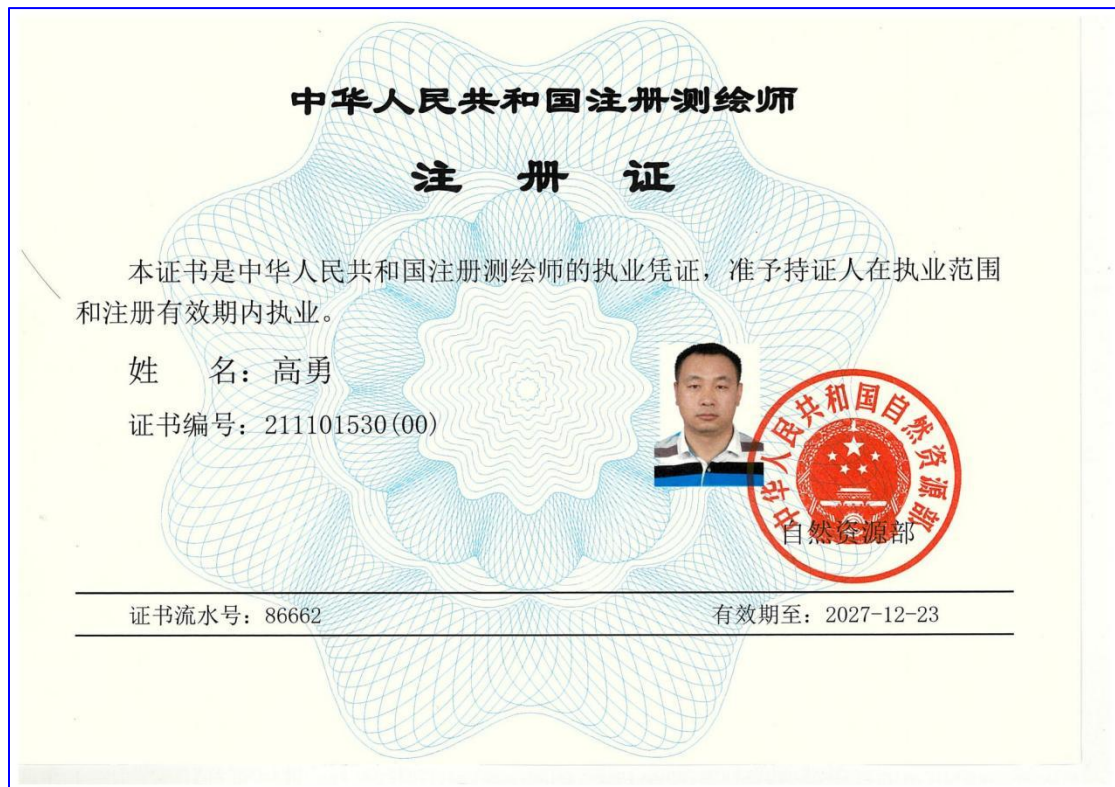 中华人民共和国注册测绘师
注 册 证
本证书是中华人民共和国注册测绘师的执业凭证，准予持证人在执业范围
和注册有效期内执业。
姓 名：高勇
证书编号：211101530(00)
中华人民共和国自然资源部
自然资源部
证书流水号：86662
有效期至：2027-12-23